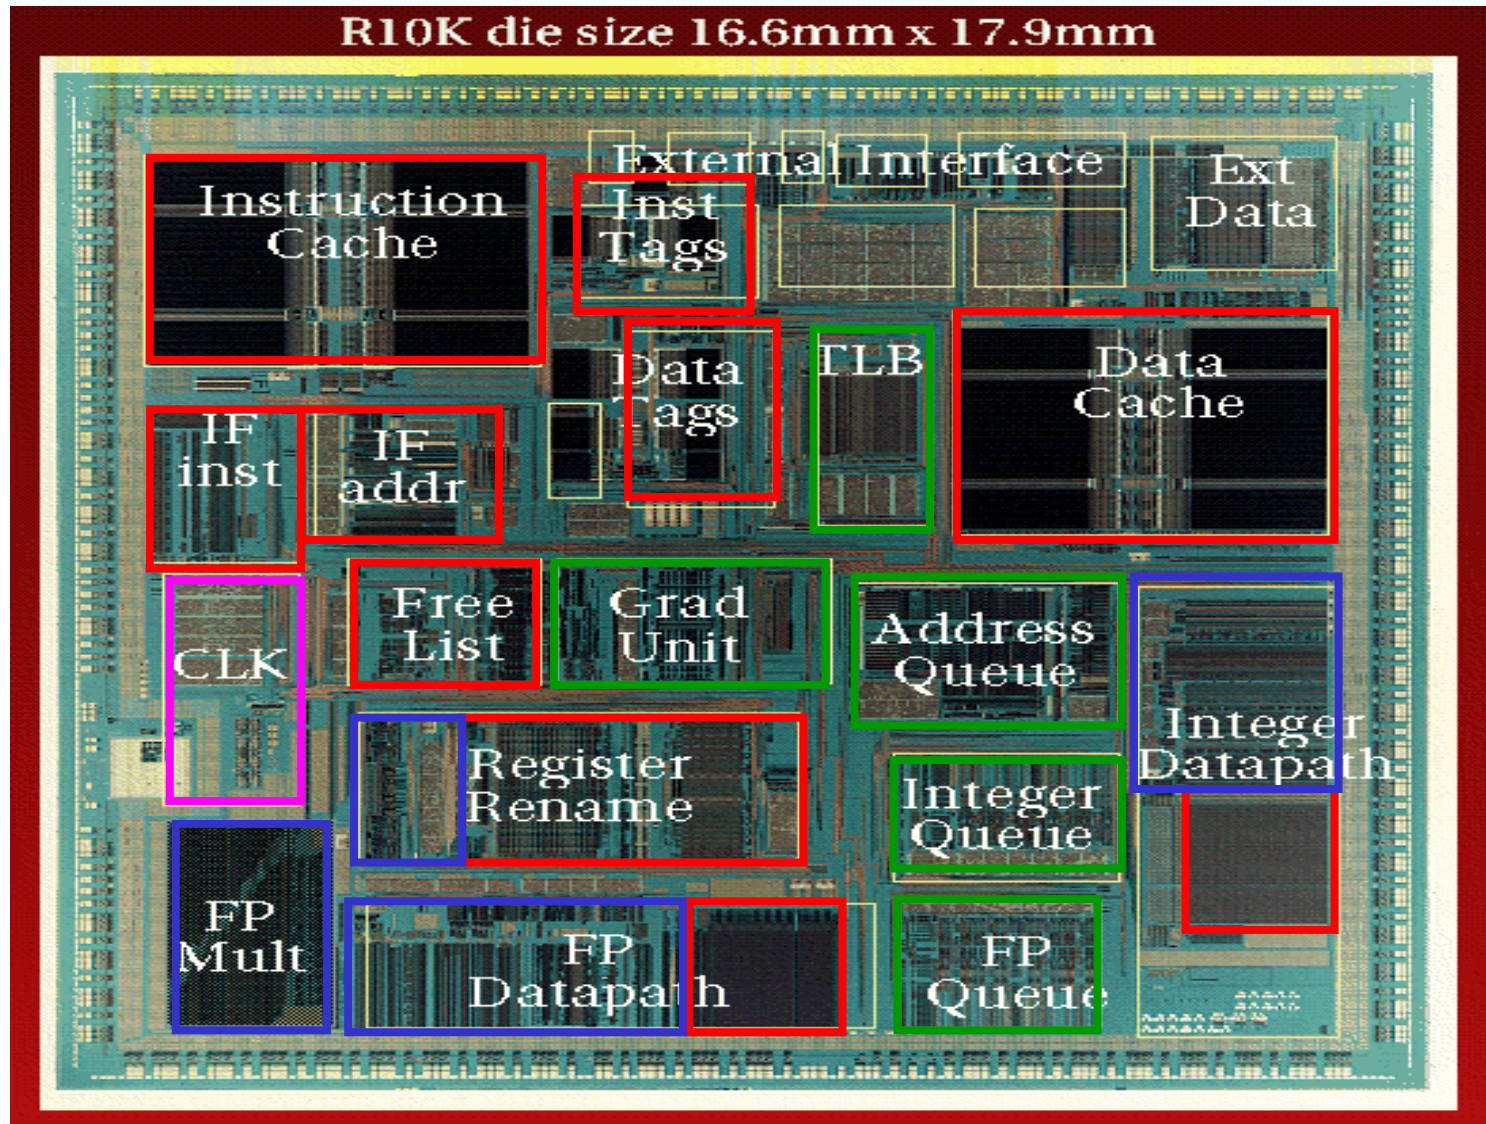 R10K die size 16.6mm x 17.9mm
External Interface
Ext
Data
Instruction
Cache
Inst
Tags
Data
Tags
TLB
Data
Cache
IF
inst
IF
addr
Free
List
Grad
Unit
Address
Queue
CLK
Integer
Datapath
Register
Rename
Integer
Queue
FP
Mult
FP
Datapath
FP
Queue